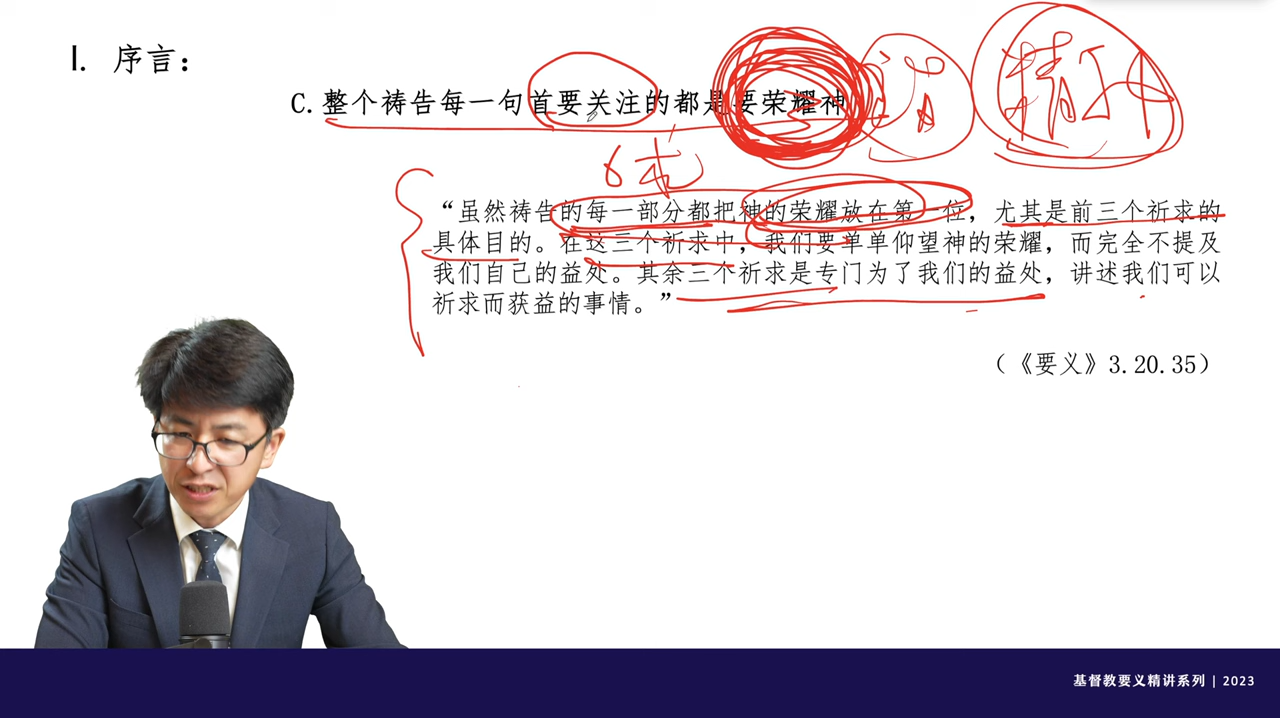 I. 序言：
C. 整个祷告每一句首要关注的都是要荣耀神
6求
“虽然祷告的每一部分都把神的荣耀放在第一位，尤其是前三个祈求的
具体目的。在这三个祈求中，我们要单单仰望神的荣耀，而完全不提及
我们自己的益处。其余三个祈求是专门为了我们的益处，讲述我们可以
祈求而获益的事情。”
（《要义》3.20.35）
基督教要义精讲系列 | 2023